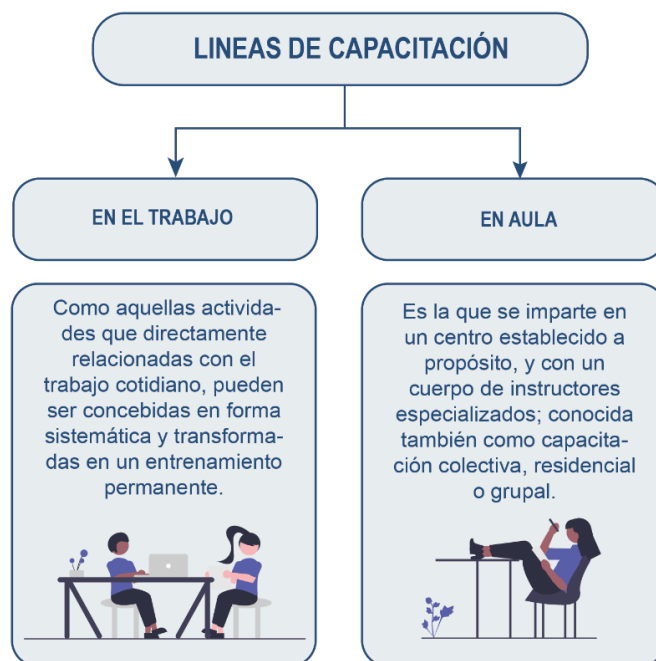 LINEAS DE CAPACITACIÓN
EN EL TRABAJO
EN AULA
Como aquellas activida-
des que directamente
relacionadas con el
trabajo cotidiano, pueden
ser concebidas en forma
sistemática y transforma-
das en un entrenamiento
permanente.
Es la que se imparte en
un centro establecido a
propósito, y con un
cuerpo de instructores
especializados; conocida
también como capacita-
ción colectiva, residencial
o grupal.